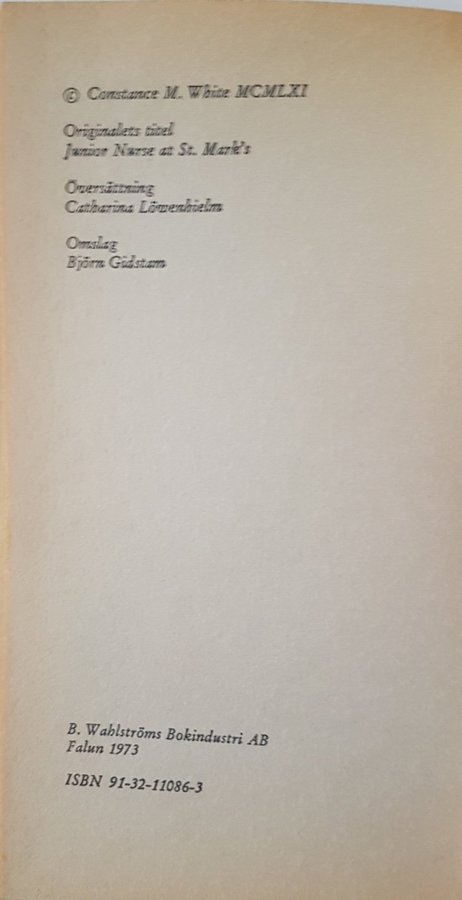 © Constance M. White MCMLXI
Originalets titel
Junior Nurse at St. Mark's
Översättning
Catharina Löwenhielm
Omslag
Björn Gidstam
B. Wahlströms Bokindustri AB
Falun 1973
ISBN 91-32-11086-3